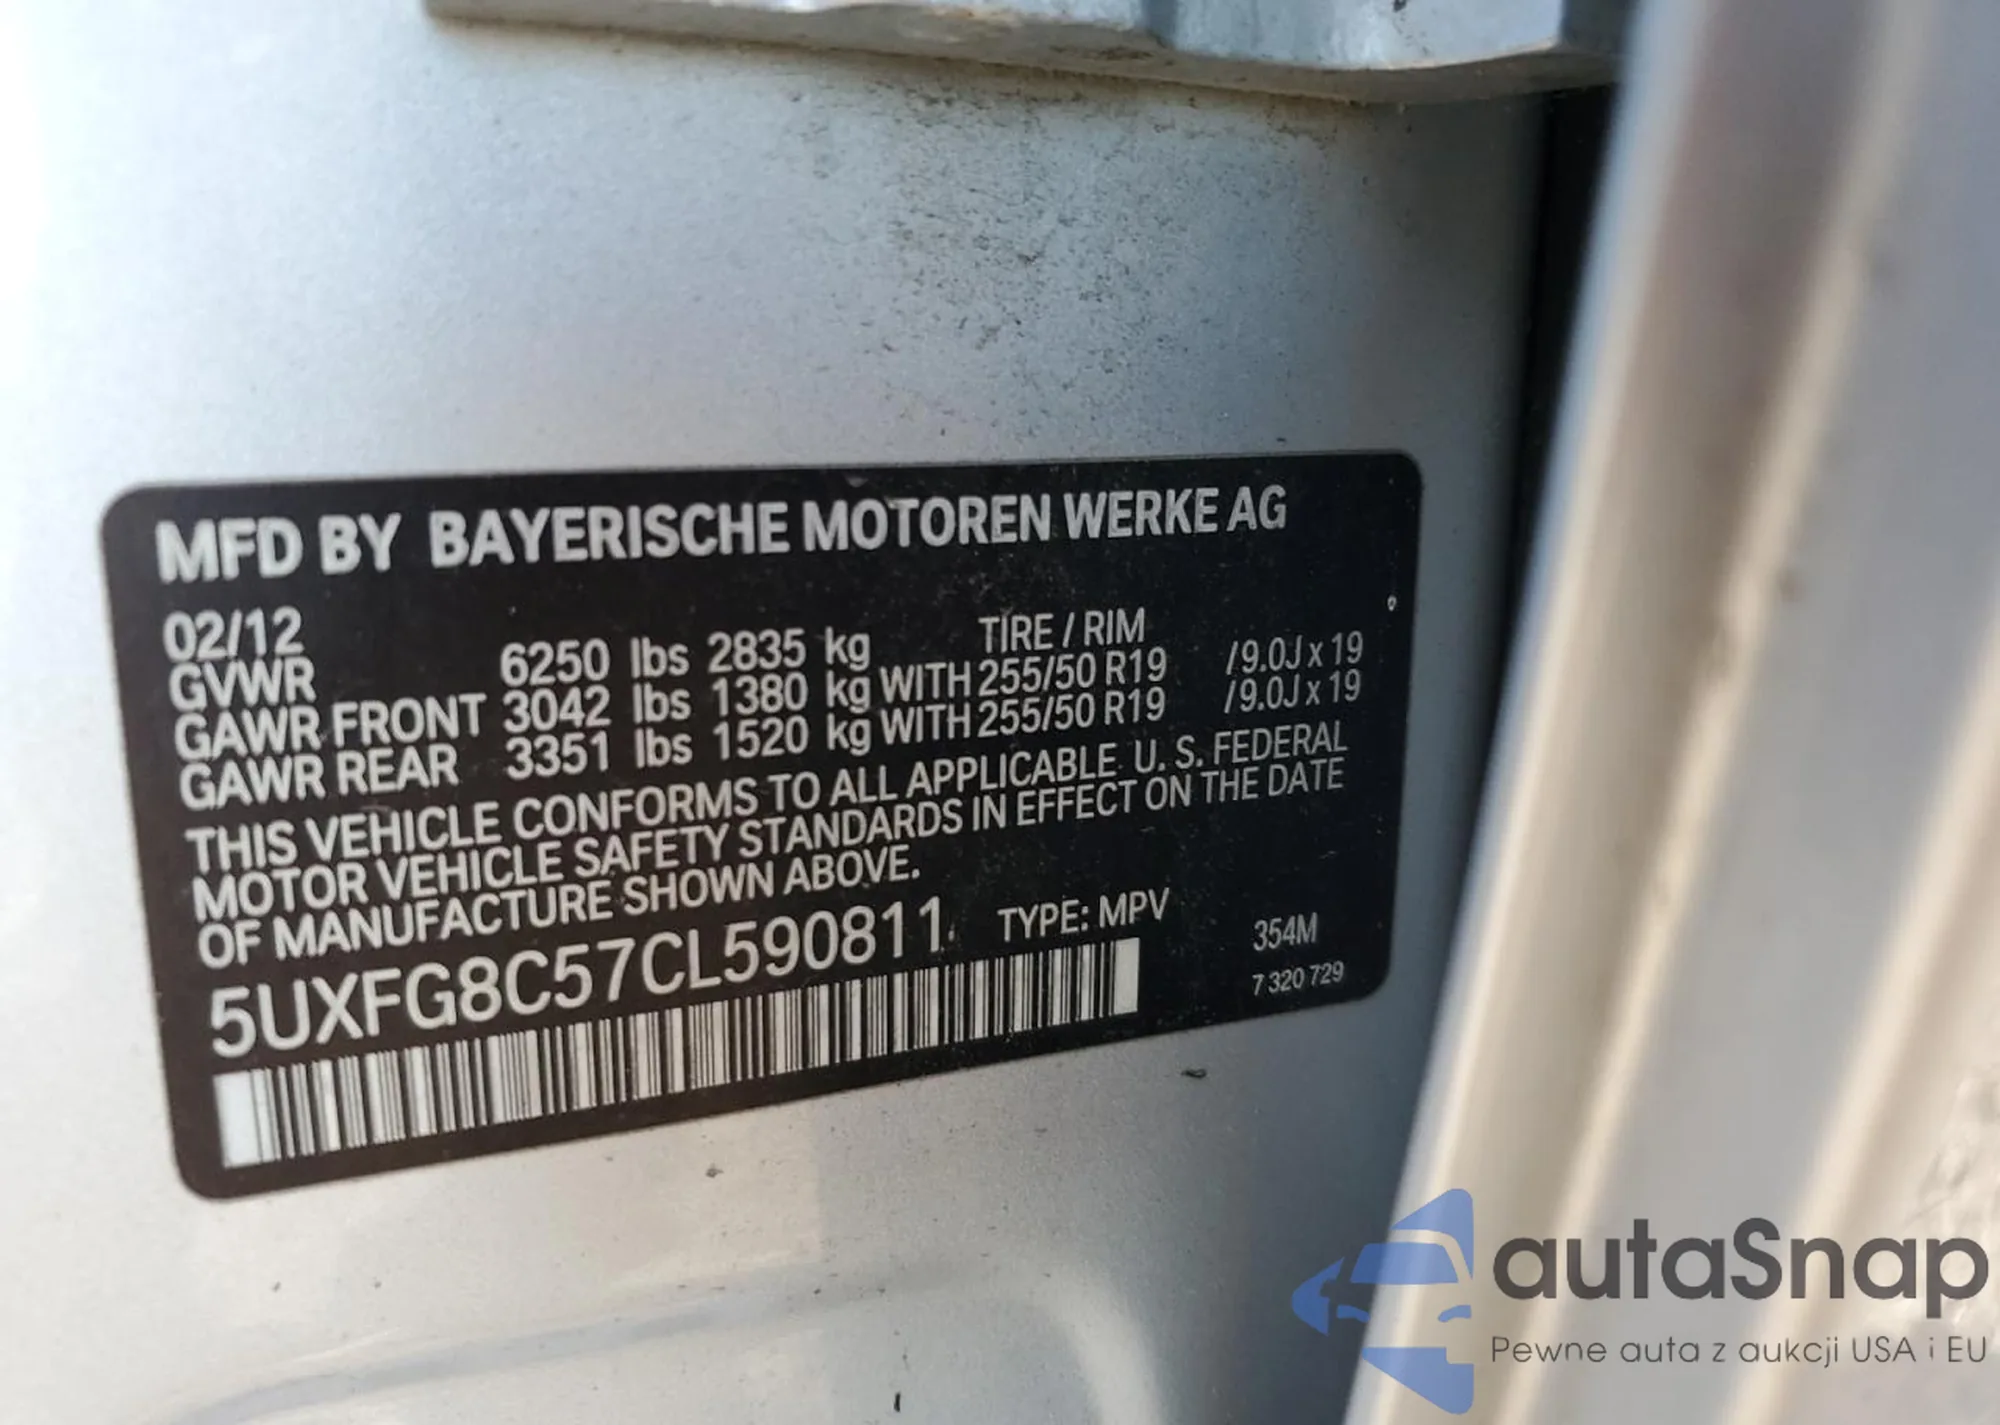 MFD BY BAYERISCHE MOTOREN WERKE AG
02/12 TIRE / RIM
GVWR 6250 lbs 2835 kg
GAWR FRONT 3042 lbs 1380 kg WITH 255/50 R19 /9.0J x 19
GAWR REAR 3351 lbs 1520 kg WITH 255/50 R19 /9.0J x 19
THIS VEHICLE CONFORMS TO ALL APPLICABLE U. S. FEDERAL
MOTOR VEHICLE SAFETY STANDARDS IN EFFECT ON THE DATE
OF MANUFACTURE SHOWN ABOVE.
5UXFG8C57CL590811 TYPE: MPV
354M
7 320 729
autaSnap
Pewne auta z aukcji USA i EU